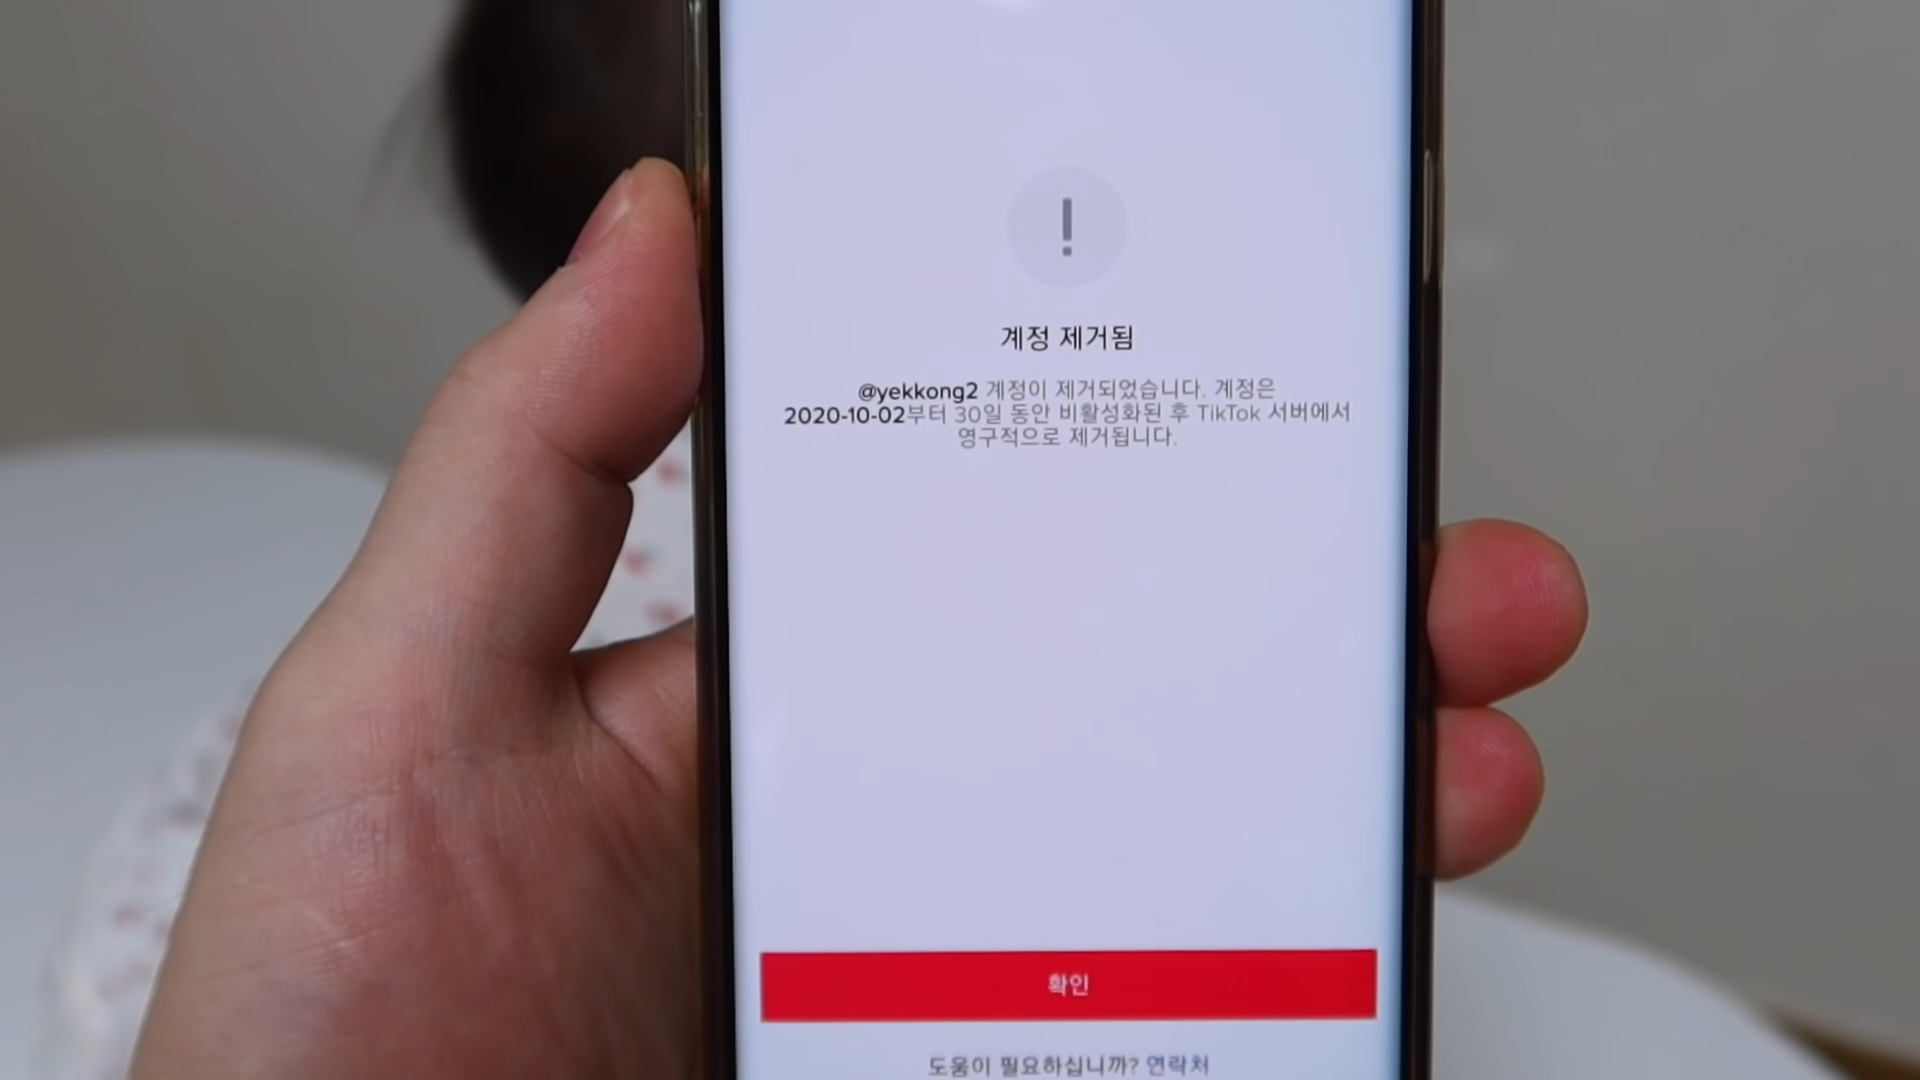 계정 제거됨
@yekkong2 계정이 제거되었습니다. 계정은
2020-10-02부터 30일 동안 비활성화된 후 TikTok 서버에서
영구적으로 제거됩니다.
확인
도움이 필요하십니까? 연락처